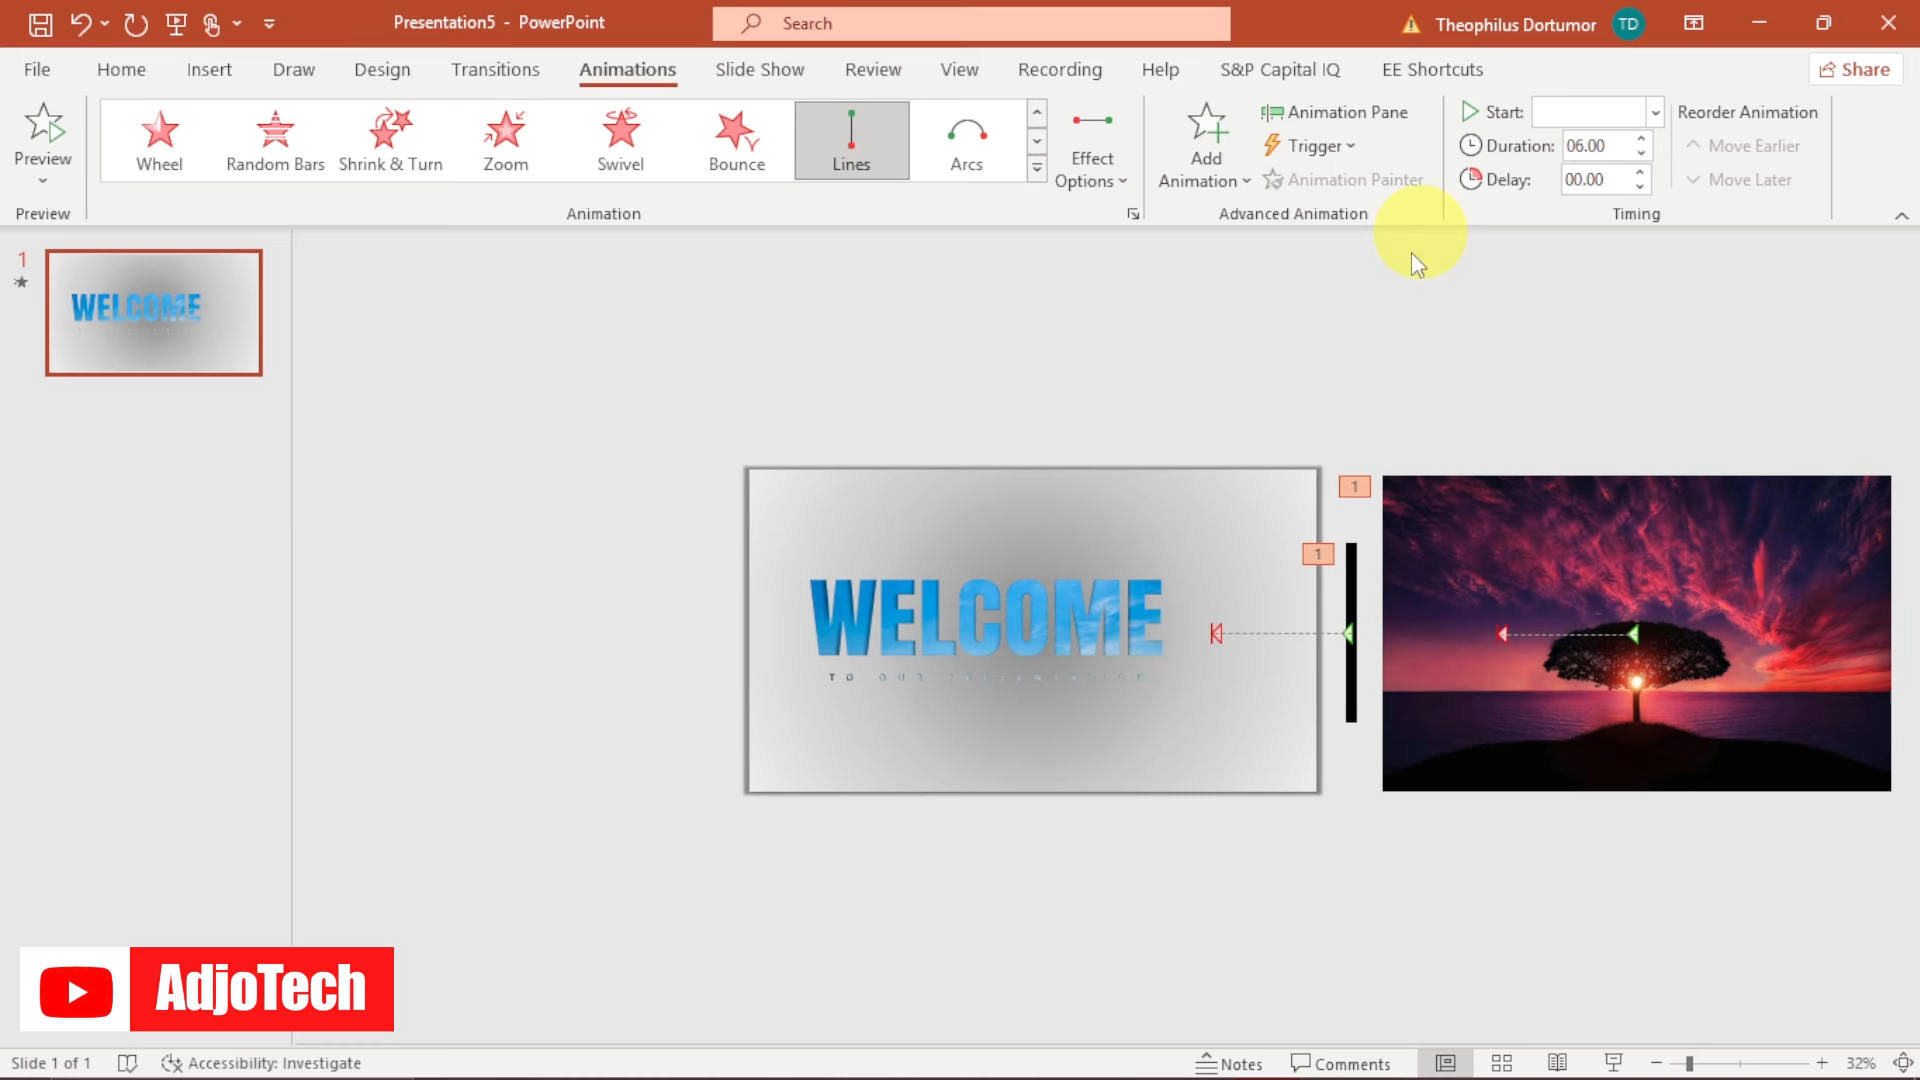 Presentation5 - PowerPoint
Search
Theophilus Dortumor
TD
File
Home
Insert
Draw
Design
Transitions
Animations
Slide Show
Review
View
Recording
Help
S&P Capital IQ
EE Shortcuts
Share
Preview
Wheel
Random Bars
Shrink & Turn
Zoom
Swivel
Bounce
Lines
Arcs
Effect
Options
Add
Animation
Animation Pane
Trigger
Animation Painter
Start:
Duration: 06.00
Delay: 00.00
Reorder Animation
Move Earlier
Move Later
Preview
Animation
Advanced Animation
Timing
1
WELCOME
1
1
WELCOME
TO OUR PRESENTATION
AdjoTech
Slide 1 of 1
Accessibility: Investigate
Notes
Comments
32%